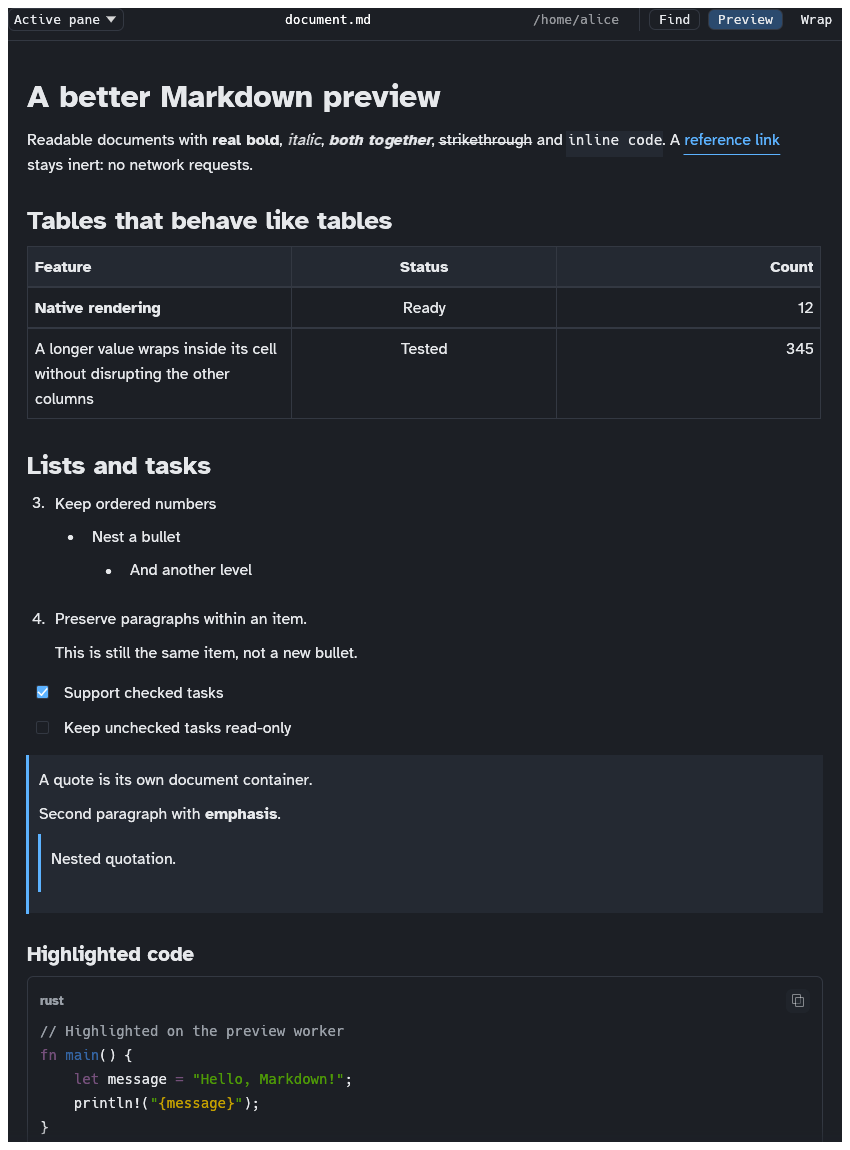 Active pane document.md /home/alice Find Preview Wrap
A better Markdown preview
Readable documents with real bold, italic, both together, strikethrough and inline code. A reference link
stays inert: no network requests.
Tables that behave like tables
Feature Status Count
Native rendering Ready 12
A longer value wraps inside its cell Tested 345
without disrupting the other
columns
Lists and tasks
3. Keep ordered numbers
• Nest a bullet
• And another level
4. Preserve paragraphs within an item.
This is still the same item, not a new bullet.
Support checked tasks
Keep unchecked tasks read-only
A quote is its own document container.
Second paragraph with emphasis.
Nested quotation.
Highlighted code
rust
// Highlighted on the preview worker
fn main() {
    let message = "Hello, Markdown!";
    println!("{message}");
}